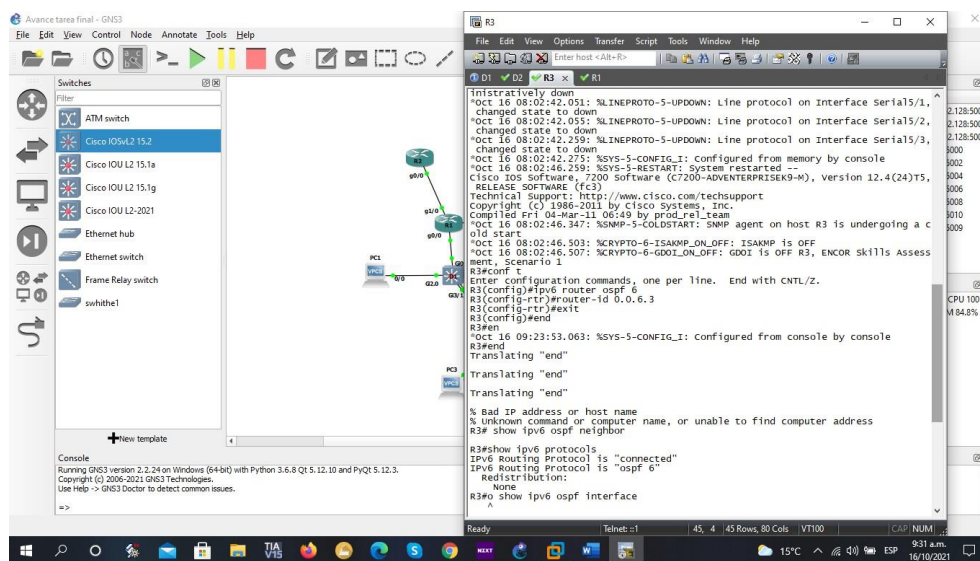 Avance tarea final - GNS3
File Edit View Control Node Annotate Tools Help
Switches
Filter
ATM switch
Cisco IOSvL2 15.2
Cisco IOU L2 15.1a
Cisco IOU L2 15.1g
Cisco IOU L2-2021
Ethernet hub
Ethernet switch
Frame Relay switch
swhithe1
New template
R2
g0/0
g1/0
R1
g0/0
PC1
VPCS
e/0
Gi2.0
Gi3/1
PC3
VPCS
Console
Running GNS3 version 2.2.24 on Windows (64-bit) with Python 3.6.8 Qt 5.12.10 and PyQt 5.12.3.
Copyright (c) 2006-2021 GNS3 Technologies.
Use Help -> GNS3 Doctor to detect common issues.
=>
R3
File Edit View Options Transfer Script Tools Window Help
Enter host <Alt+R>
D1 D2 R3 R1
inistratively down
*Oct 16 08:02:42.051: %LINEPROTO-5-UPDOWN: Line protocol on Interface Serial5/1,
changed state to down
*Oct 16 08:02:42.055: %LINEPROTO-5-UPDOWN: Line protocol on Interface Serial5/2,
changed state to down
*Oct 16 08:02:42.259: %LINEPROTO-5-UPDOWN: Line protocol on Interface Serial5/3,
changed state to down
*Oct 16 08:02:42.275: %SYS-5-CONFIG_I: Configured from memory by console
*Oct 16 08:02:46.259: %SYS-5-RESTART: System restarted --
Cisco IOS Software, 7200 Software (C7200-ADVENTERPRISEK9-M), Version 12.4(24)T5,
RELEASE SOFTWARE (fc3)
Technical Support: http://www.cisco.com/techsupport
Copyright (c) 1986-2011 by Cisco Systems, Inc.
Compiled Fri 04-Mar-11 06:49 by prod_rel_team
*Oct 16 08:02:46.347: %SNMP-5-COLDSTART: SNMP agent on host R3 is undergoing a c
old start
*Oct 16 08:02:46.503: %CRYPTO-6-ISAKMP_ON_OFF: ISAKMP is OFF
*Oct 16 08:02:46.507: %CRYPTO-6-GDOI_ON_OFF: GDOI is OFF R3, ENCOR Skills Assess
ment, Scenario 1
R3#conf t
Enter configuration commands, one per line. End with CNTL/Z.
R3(config)#ipv6 router ospf 6
R3(config-rtr)#router-id 0.0.6.3
R3(config-rtr)#exit
R3(config)#end
R3#en
*Oct 16 09:23:53.063: %SYS-5-CONFIG_I: Configured from console by console
R3#end
Translating "end"
Translating "end"
Translating "end"
% Bad IP address or host name
% Unknown command or computer name, or unable to find computer address
R3# show ipv6 ospf neighbor
R3#show ipv6 protocols
IPv6 Routing Protocol is "connected"
IPv6 Routing Protocol is "ospf 6"
Redistribution:
None
R3#o show ipv6 ospf interface
^
Ready Telnet: ::1 45, 4 45 Rows, 80 Cols VT100 CAP NUM
CPU 100
M 84.8%
TIA V15
NZXT
15°C
ESP
9:31 a.m.
16/10/2021